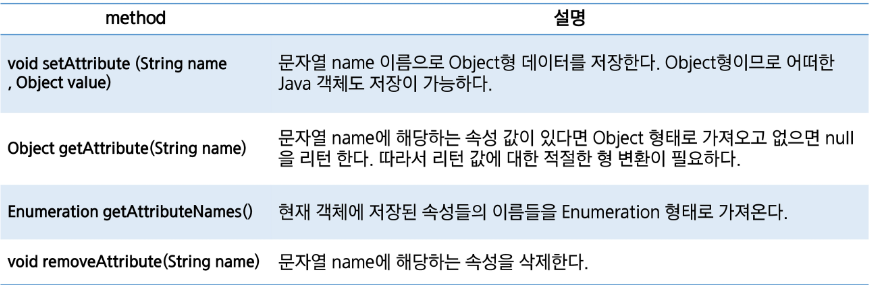 method 설명
void setAttribute (String name
, Object value)
문자열 name 이름으로 Object형 데이터를 저장한다. Object형이므로 어떠한
Java 객체도 저장이 가능하다.
Object getAttribute(String name)
문자열 name에 해당하는 속성 값이 있다면 Object 형태로 가져오고 없으면 null
을 리턴 한다. 따라서 리턴 값에 대한 적절한 형 변환이 필요하다.
Enumeration getAttributeNames()
현재 객체에 저장된 속성들의 이름들을 Enumeration 형태로 가져온다.
void removeAttribute(String name)
문자열 name에 해당하는 속성을 삭제한다.